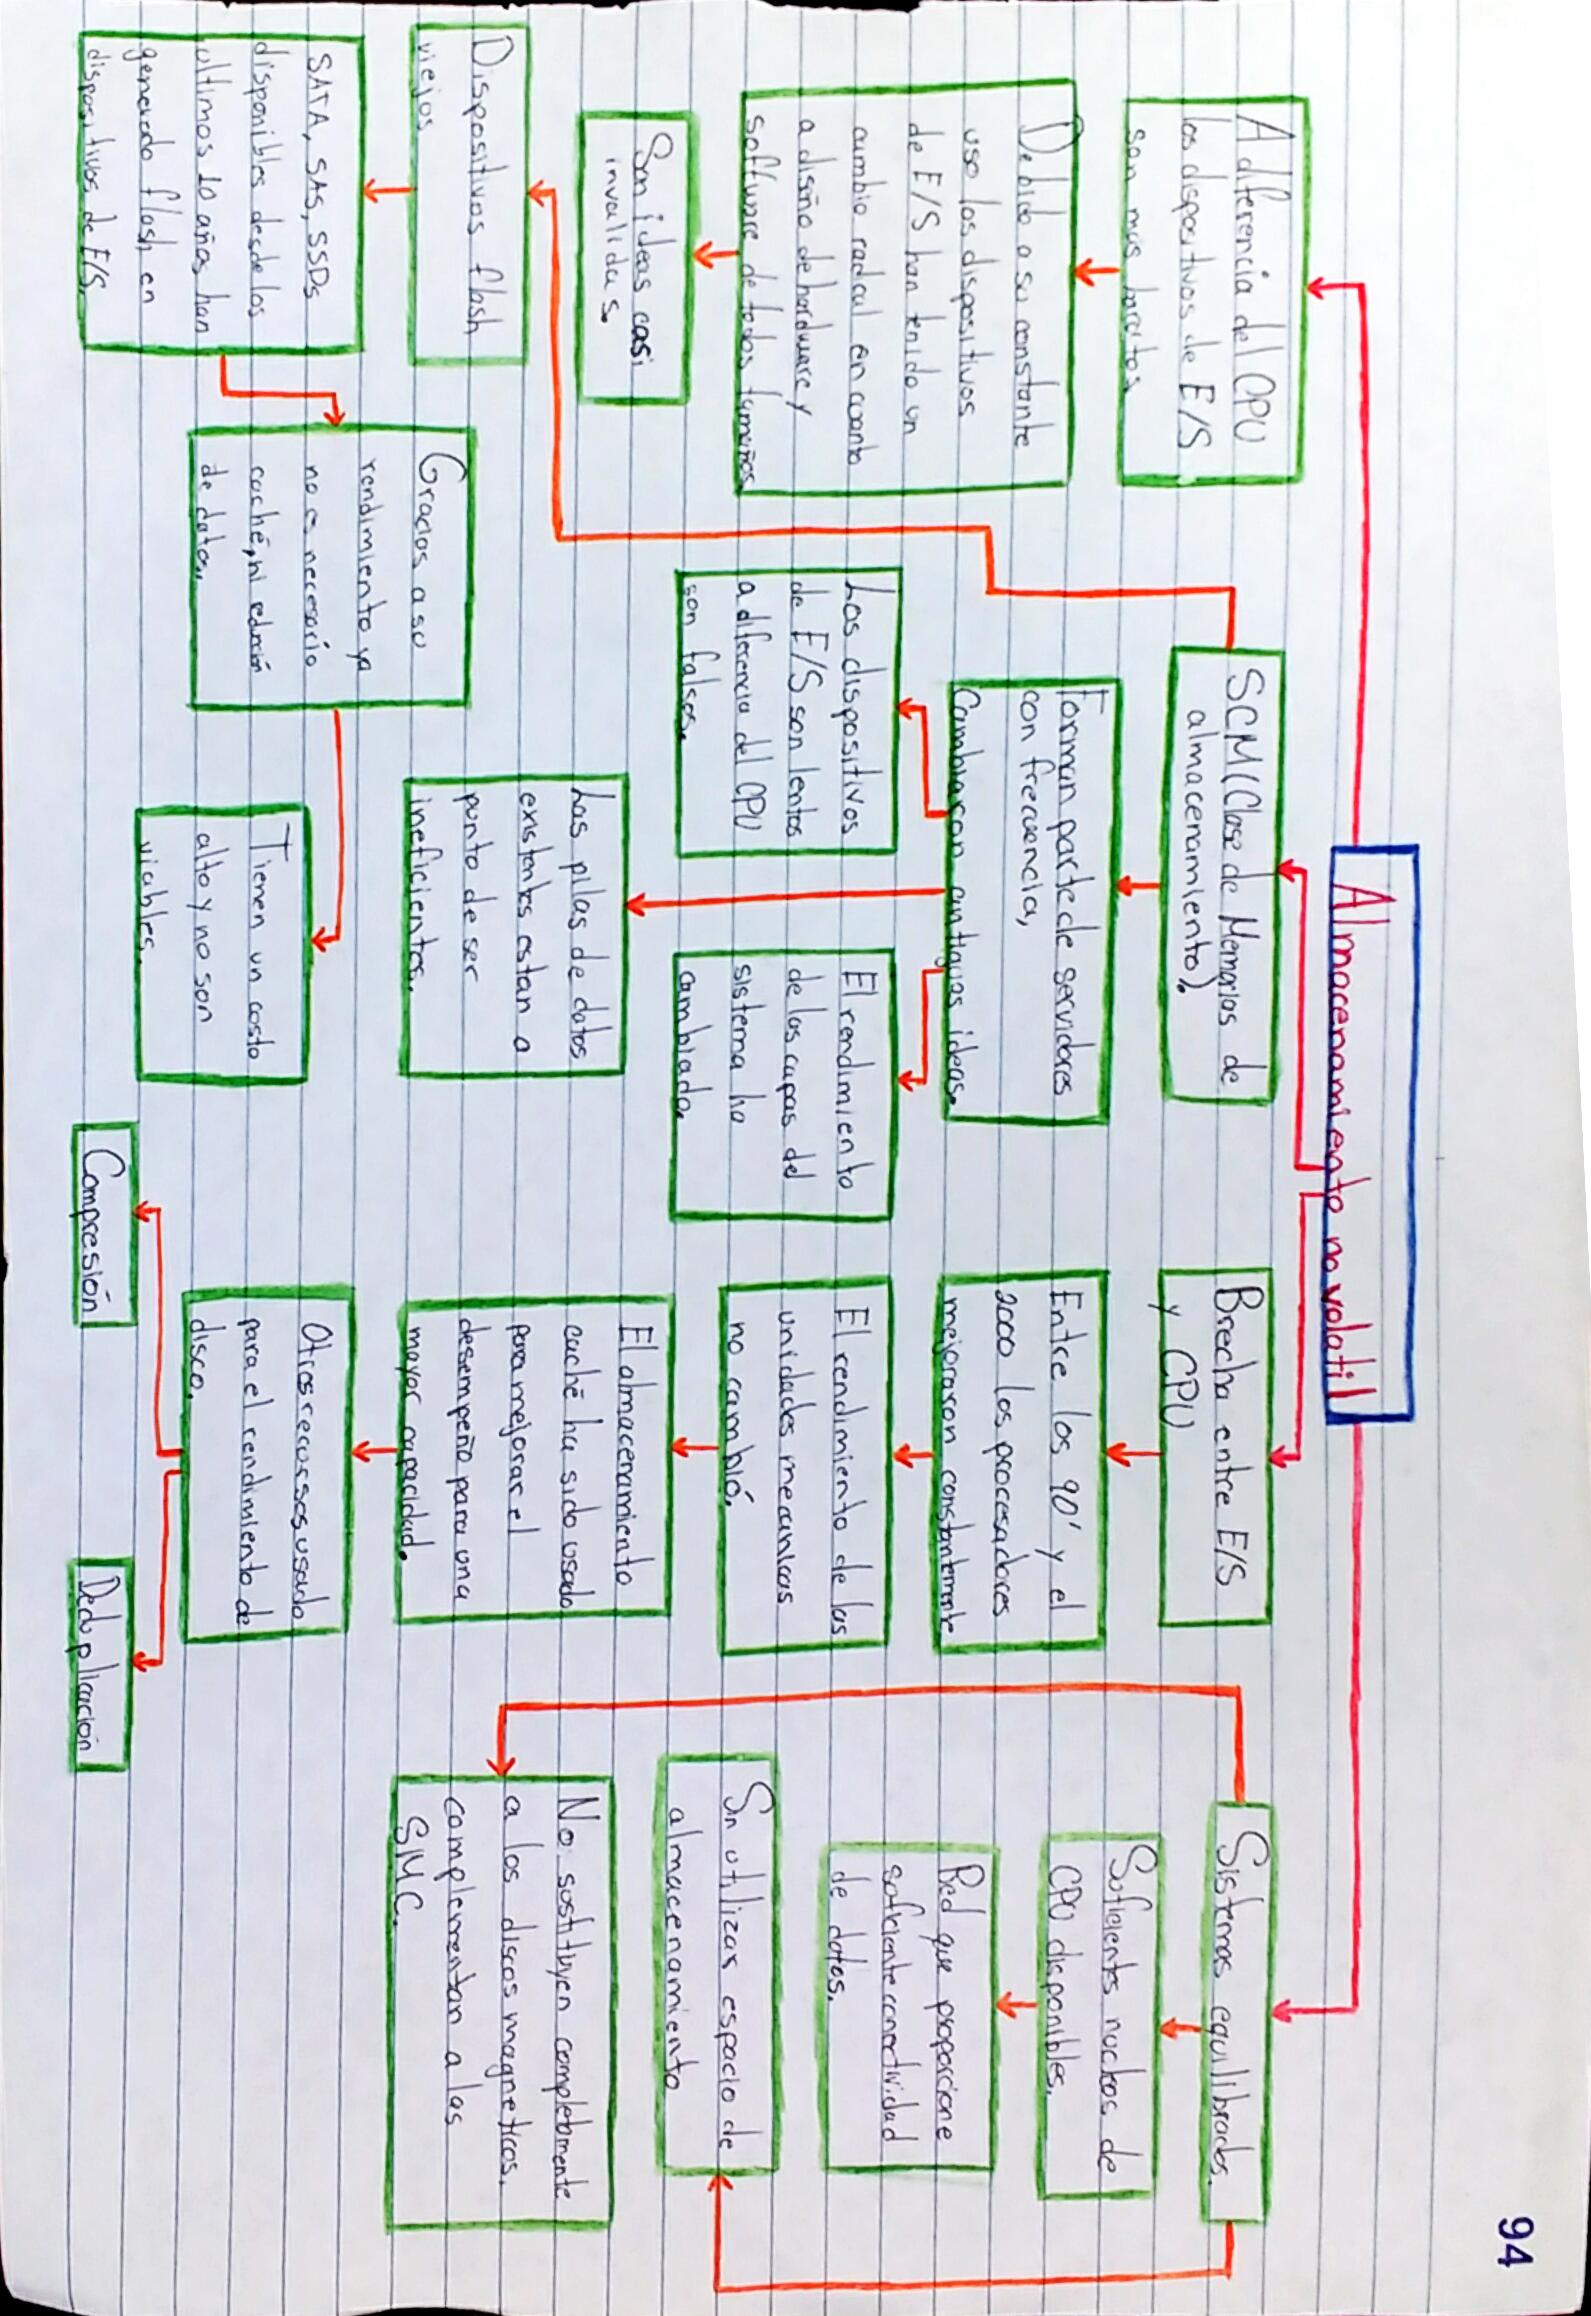 94
Almacenamiento no volatil
A diferencia del CPU
los dispositivos de E/S
son mas baratos.
Debido a su constante
uso los dispositivos
de E/S han tenido un
cambio radical en cuanto
a diseño de hardware y
software de todos tamaños
Son ideas casi
invalidas.
SCM(Clase de Memorias de
almacenamiento).
Forman parte de servidores
con frecuencia,
Cambiaron antiguas ideas.
Los dispositivos
de E/S son lentos
a diferencia del CPU
son falsos.
Las pilas de datos
existentes estan a
punto de ser
ineficientes.
El rendimiento
de las capas del
sistema ha
cambiado.
Dispositivos flash
viejos
SATA, SAS, SSDs
disponibles desde los
ultimos 10 años han
generado flash en
dispositivos de E/S.
Gracias a su
rendimiento ya
no es necesario
caché, ni
de datos.
Tienen un costo
alto y no son
viables.
Brecha entre E/S
y CPU
Entre los 90' y el
2000 los procesadores
mejoraron constantemente
El rendimiento de las
unidades mecanicas
no cambió.
El almacenamiento
caché ha sido usado
para mejorar el
desempeño para una
mayor capacidad.
Otros recursos usado
para el rendimiento de
disco.
Compresión
Deduplicación
Sistemas equilibrados.
Suficientes nucleos de
CPU disponibles.
Red que proporcione
suficiente conectividad
de datos.
Sin utilizar espacio de
almacenamiento
No sostituyen completamente
a los discos magneticos,
complementan a las
SMC.